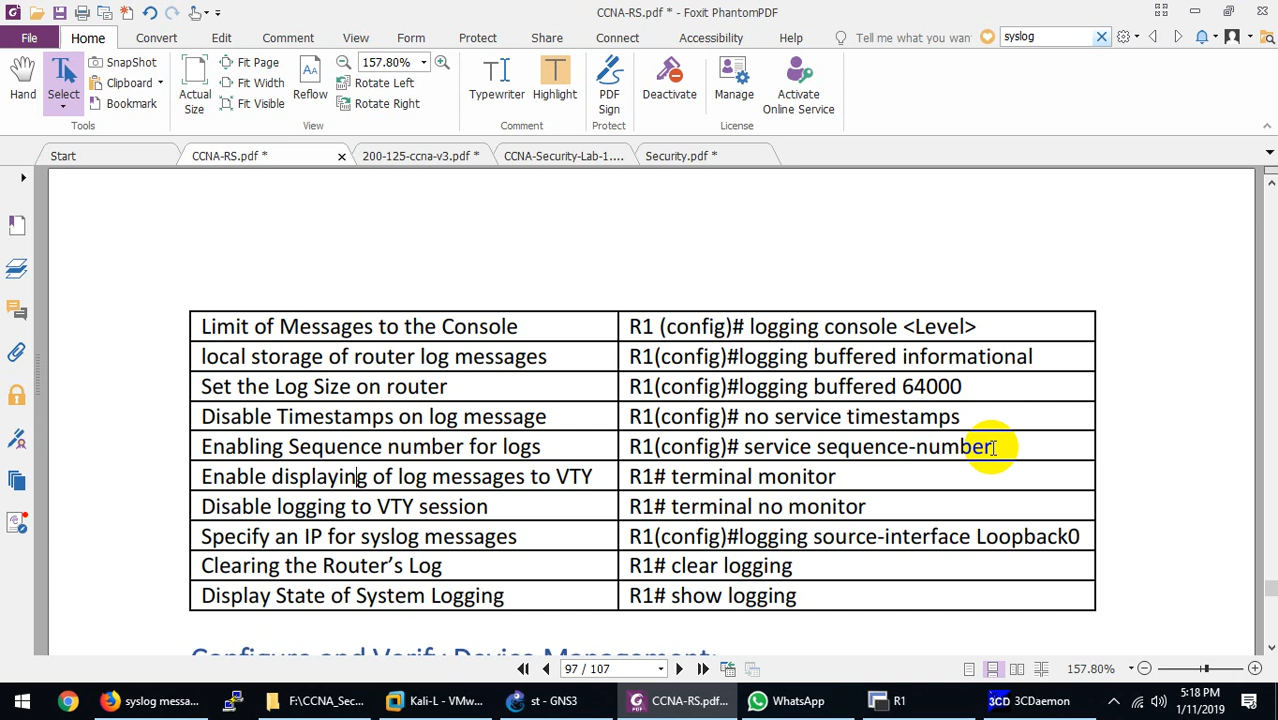 CCNA-RS.pdf * - Foxit PhantomPDF
File Home Convert Edit Comment View Form Protect Share Connect Accessibility Help Tell me what you wan syslog
Hand
Select
SnapShot
Clipboard
Bookmark
Tools
Actual Size
Fit Page
Fit Width
Fit Visible
Reflow
157.80%
Rotate Left
Rotate Right
View
Typewriter
Highlight
Comment
PDF Sign
Protect
Deactivate
Manage
License
Activate Online Service
Start CCNA-RS.pdf * 200-125-ccna-v3.pdf * CCNA-Security-Lab-1.... Security.pdf *
Limit of Messages to the Console R1 (config)# logging console <Level>
local storage of router log messages R1(config)#logging buffered informational
Set the Log Size on router R1(config)#logging buffered 64000
Disable Timestamps on log message R1(config)# no service timestamps
Enabling Sequence number for logs R1(config)# service sequence-number
Enable displaying of log messages to VTY R1# terminal monitor
Disable logging to VTY session R1# terminal no monitor
Specify an IP for syslog messages R1(config)#logging source-interface Loopback0
Clearing the Router’s Log R1# clear logging
Display State of System Logging R1# show logging
Configure and Verify Device Management:
97 / 107 157.80%
syslog messa... F:\CCNA_Sec... Kali-L - VMw... st - GNS3 CCNA-RS.pdf... WhatsApp R1 3CD 3CDaemon 5:18 PM
1/11/2019 3